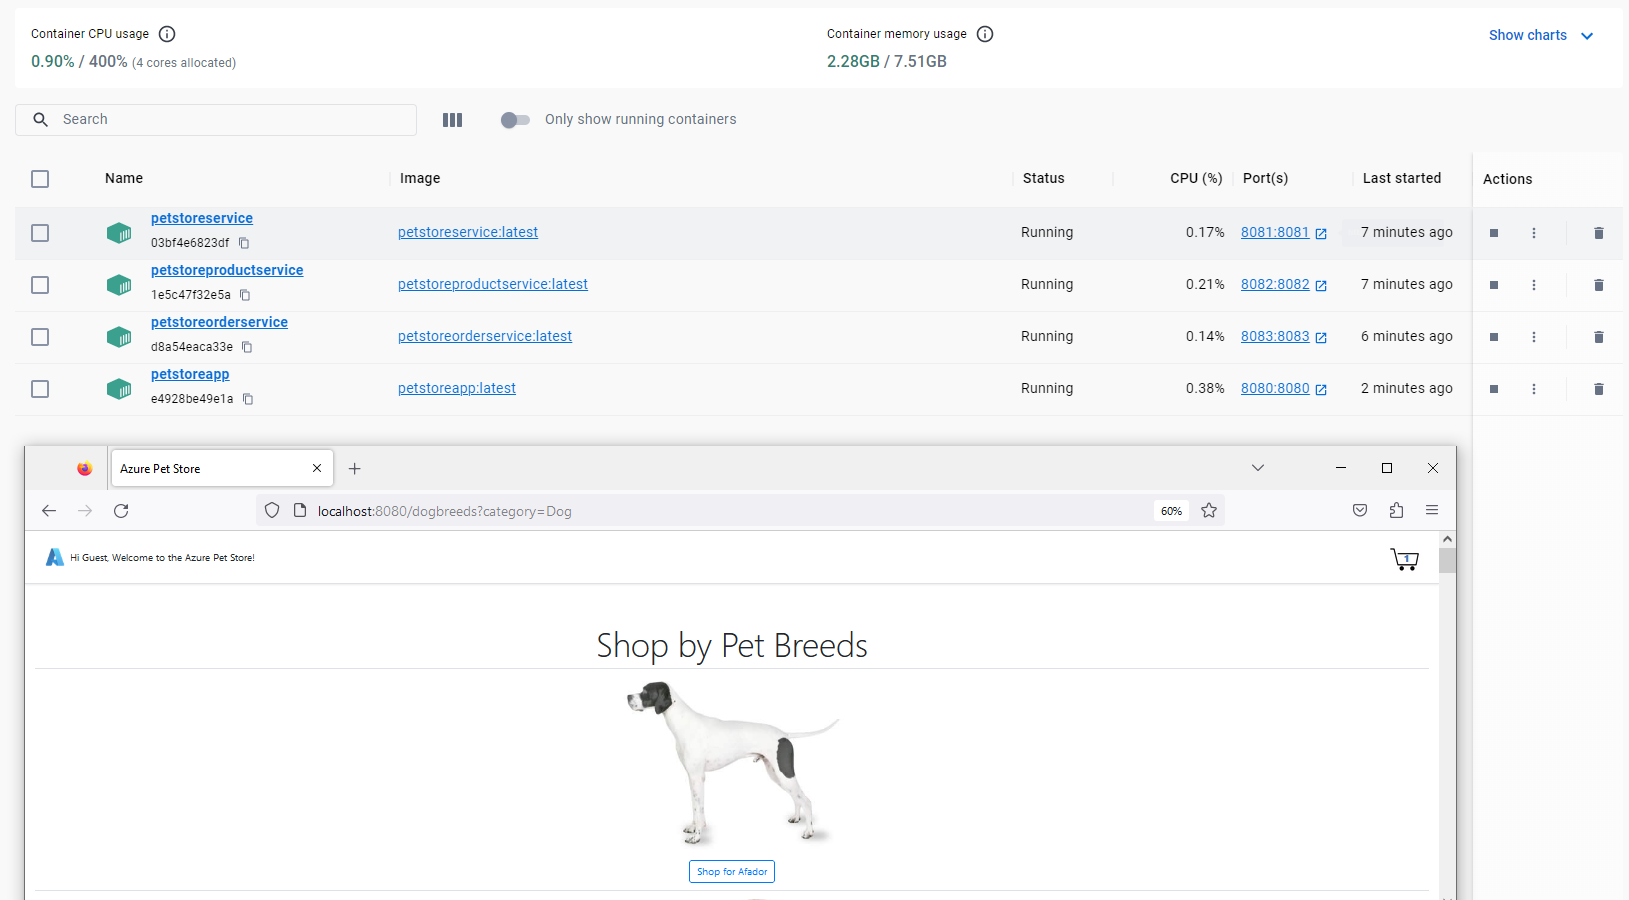 Container CPU usage
0.90% / 400% (4 cores allocated)
Container memory usage
2.28GB / 7.51GB
Show charts
Search
Only show running containers
Name Image Status CPU (%) Port(s) Last started Actions
petstoreservice
03bf4e6823df
petstoreservice:latest Running 0.17% 8081:8081 7 minutes ago
petstoreproductservice
1e5c47f32e5a
petstoreproductservice:latest Running 0.21% 8082:8082 7 minutes ago
petstoreorderservice
d8a54eaca33e
petstoreorderservice:latest Running 0.14% 8083:8083 6 minutes ago
petstoreapp
e4928be49e1a
petstoreapp:latest Running 0.38% 8080:8080 2 minutes ago
Azure Pet Store
localhost:8080/dogbreeds?category=Dog
60%
Hi Guest, Welcome to the Azure Pet Store!
1
Shop by Pet Breeds
Shop for Afador